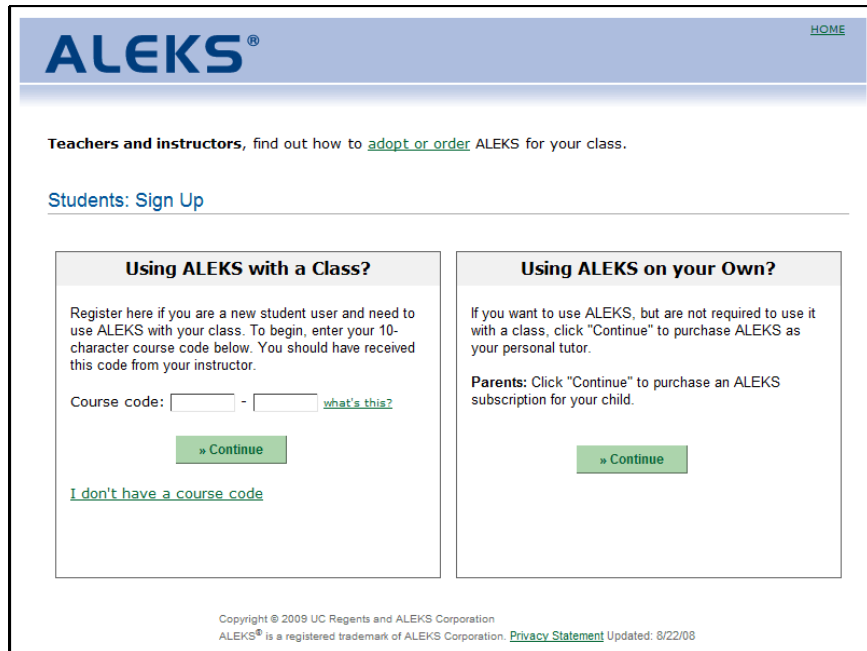 HOME
ALEKS®
Teachers and instructors, find out how to adopt or order ALEKS for your class.
Students: Sign Up
Using ALEKS with a Class?
Register here if you are a new student user and need to
use ALEKS with your class. To begin, enter your 10-
character course code below. You should have received
this code from your instructor.
Course code: - what's this?
» Continue
I don't have a course code
Using ALEKS on your Own?
If you want to use ALEKS, but are not required to use it
with a class, click "Continue" to purchase ALEKS as
your personal tutor.
Parents: Click "Continue" to purchase an ALEKS
subscription for your child.
» Continue
Copyright © 2009 UC Regents and ALEKS Corporation
ALEKS® is a registered trademark of ALEKS Corporation. Privacy Statement Updated: 8/22/08